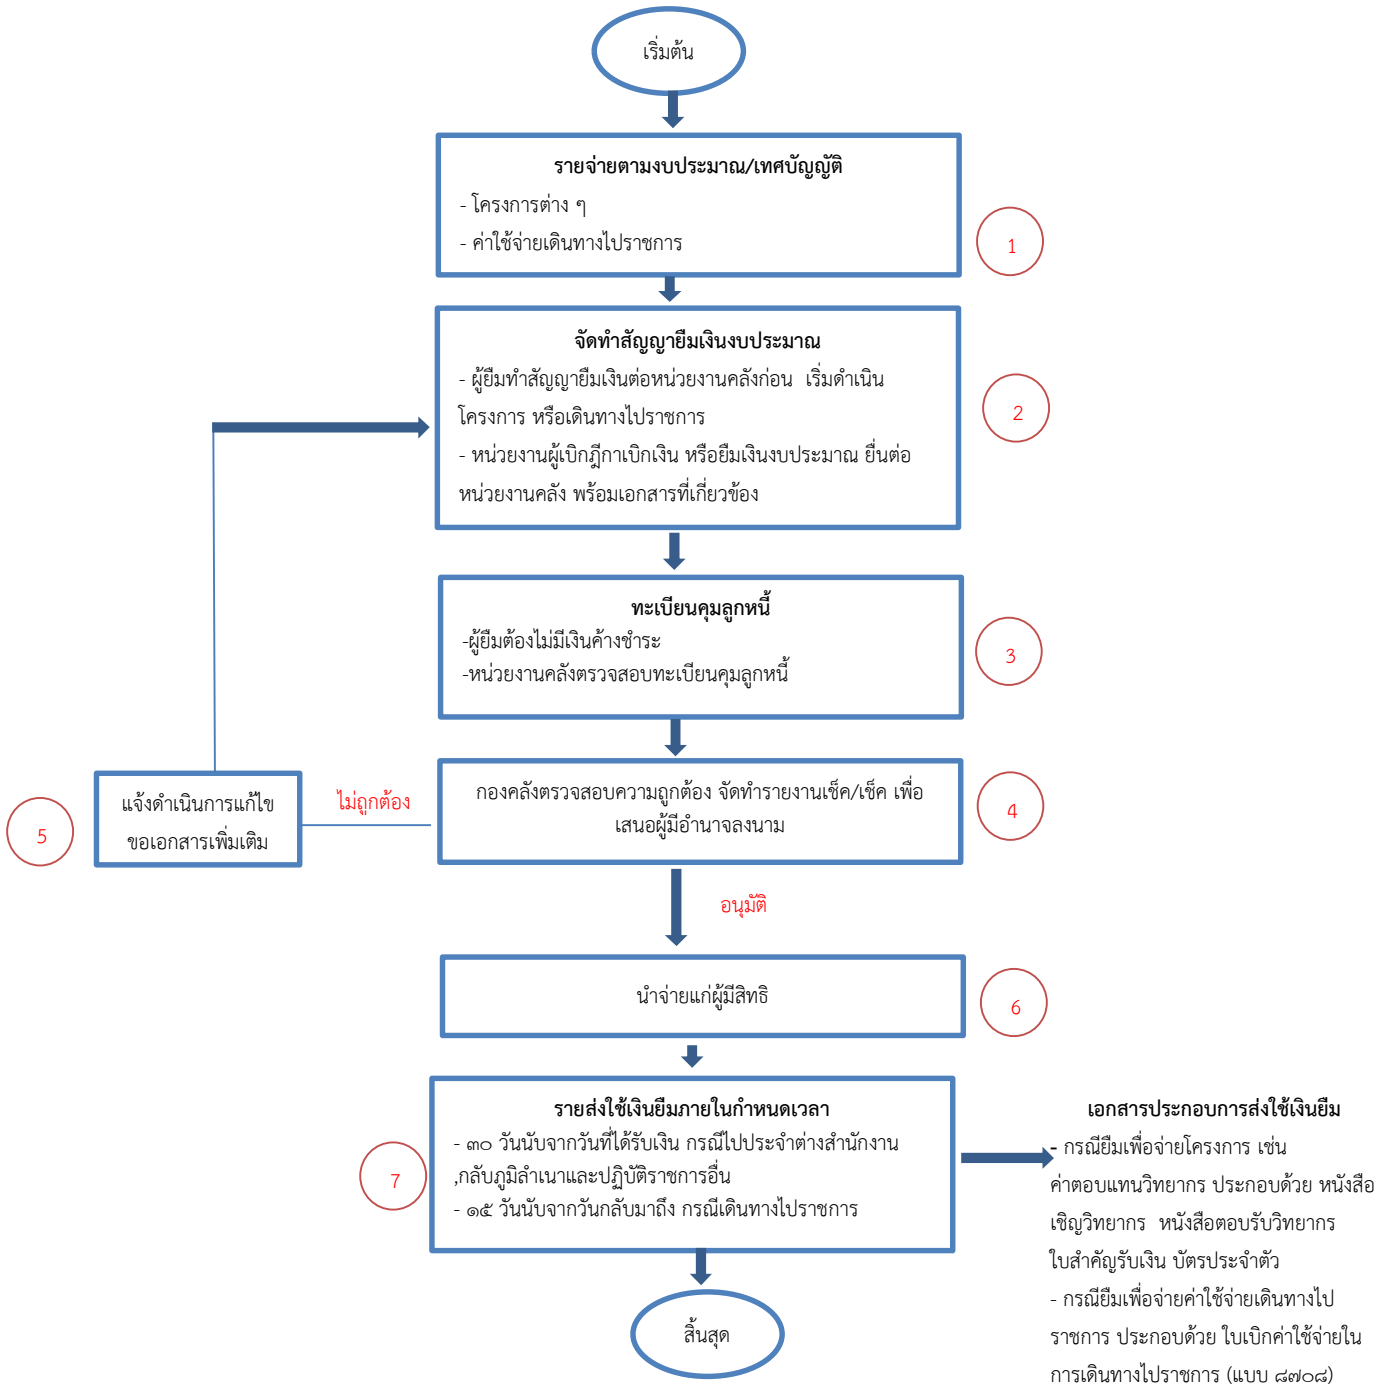 เริ่มต้น
รายจ่ายตามงบประมาณ/เทศบัญญัติ
- โครงการต่าง ๆ
- ค่าใช้จ่ายเดินทางไปราชการ
1
จัดทำสัญญายืมเงินงบประมาณ
- ผู้ยืมทำสัญญายืมเงินต่อหน่วยงานคลังก่อน  เริ่มดำเนิน
โครงการ หรือเดินทางไปราชการ
- หน่วยงานผู้เบิกฎีกาเบิกเงิน หรือยืมเงินงบประมาณ ยื่นต่อ
หน่วยงานคลัง พร้อมเอกสารที่เกี่ยวข้อง
2
ทะเบียนคุมลูกหนี้
-ผู้ยืมต้องไม่มีเงินค้างชำระ
-หน่วยงานคลังตรวจสอบทะเบียนคุมลูกหนี้
3
กองคลังตรวจสอบความถูกต้อง จัดทำรายงานเช็ค/เช็ค เพื่อ
เสนอผู้มีอำนาจลงนาม
4
ไม่ถูกต้อง
แจ้งดำเนินการแก้ไข
ขอเอกสารเพิ่มเติม
5
อนุมัติ
นำจ่ายแก่ผู้มีสิทธิ
6
รายส่งใช้เงินยืมภายในกำหนดเวลา
- ๓๐ วันนับจากวันที่ได้รับเงิน กรณีไปประจำต่างสำนักงาน
,กลับภูมิลำเนาและปฏิบัติราชการอื่น
- ๑๕ วันนับจากวันกลับมาถึง กรณีเดินทางไปราชการ
7
เอกสารประกอบการส่งใช้เงินยืม
- กรณียืมเพื่อจ่ายโครงการ เช่น
ค่าตอบแทนวิทยากร ประกอบด้วย หนังสือ
เชิญวิทยากร  หนังสือตอบรับวิทยากร
ใบสำคัญรับเงิน บัตรประจำตัว
- กรณียืมเพื่อจ่ายค่าใช้จ่ายเดินทางไป
ราชการ ประกอบด้วย ใบเบิกค่าใช้จ่ายใน
การเดินทางไปราชการ (แบบ ๘๗๐๘)
สิ้นสุด